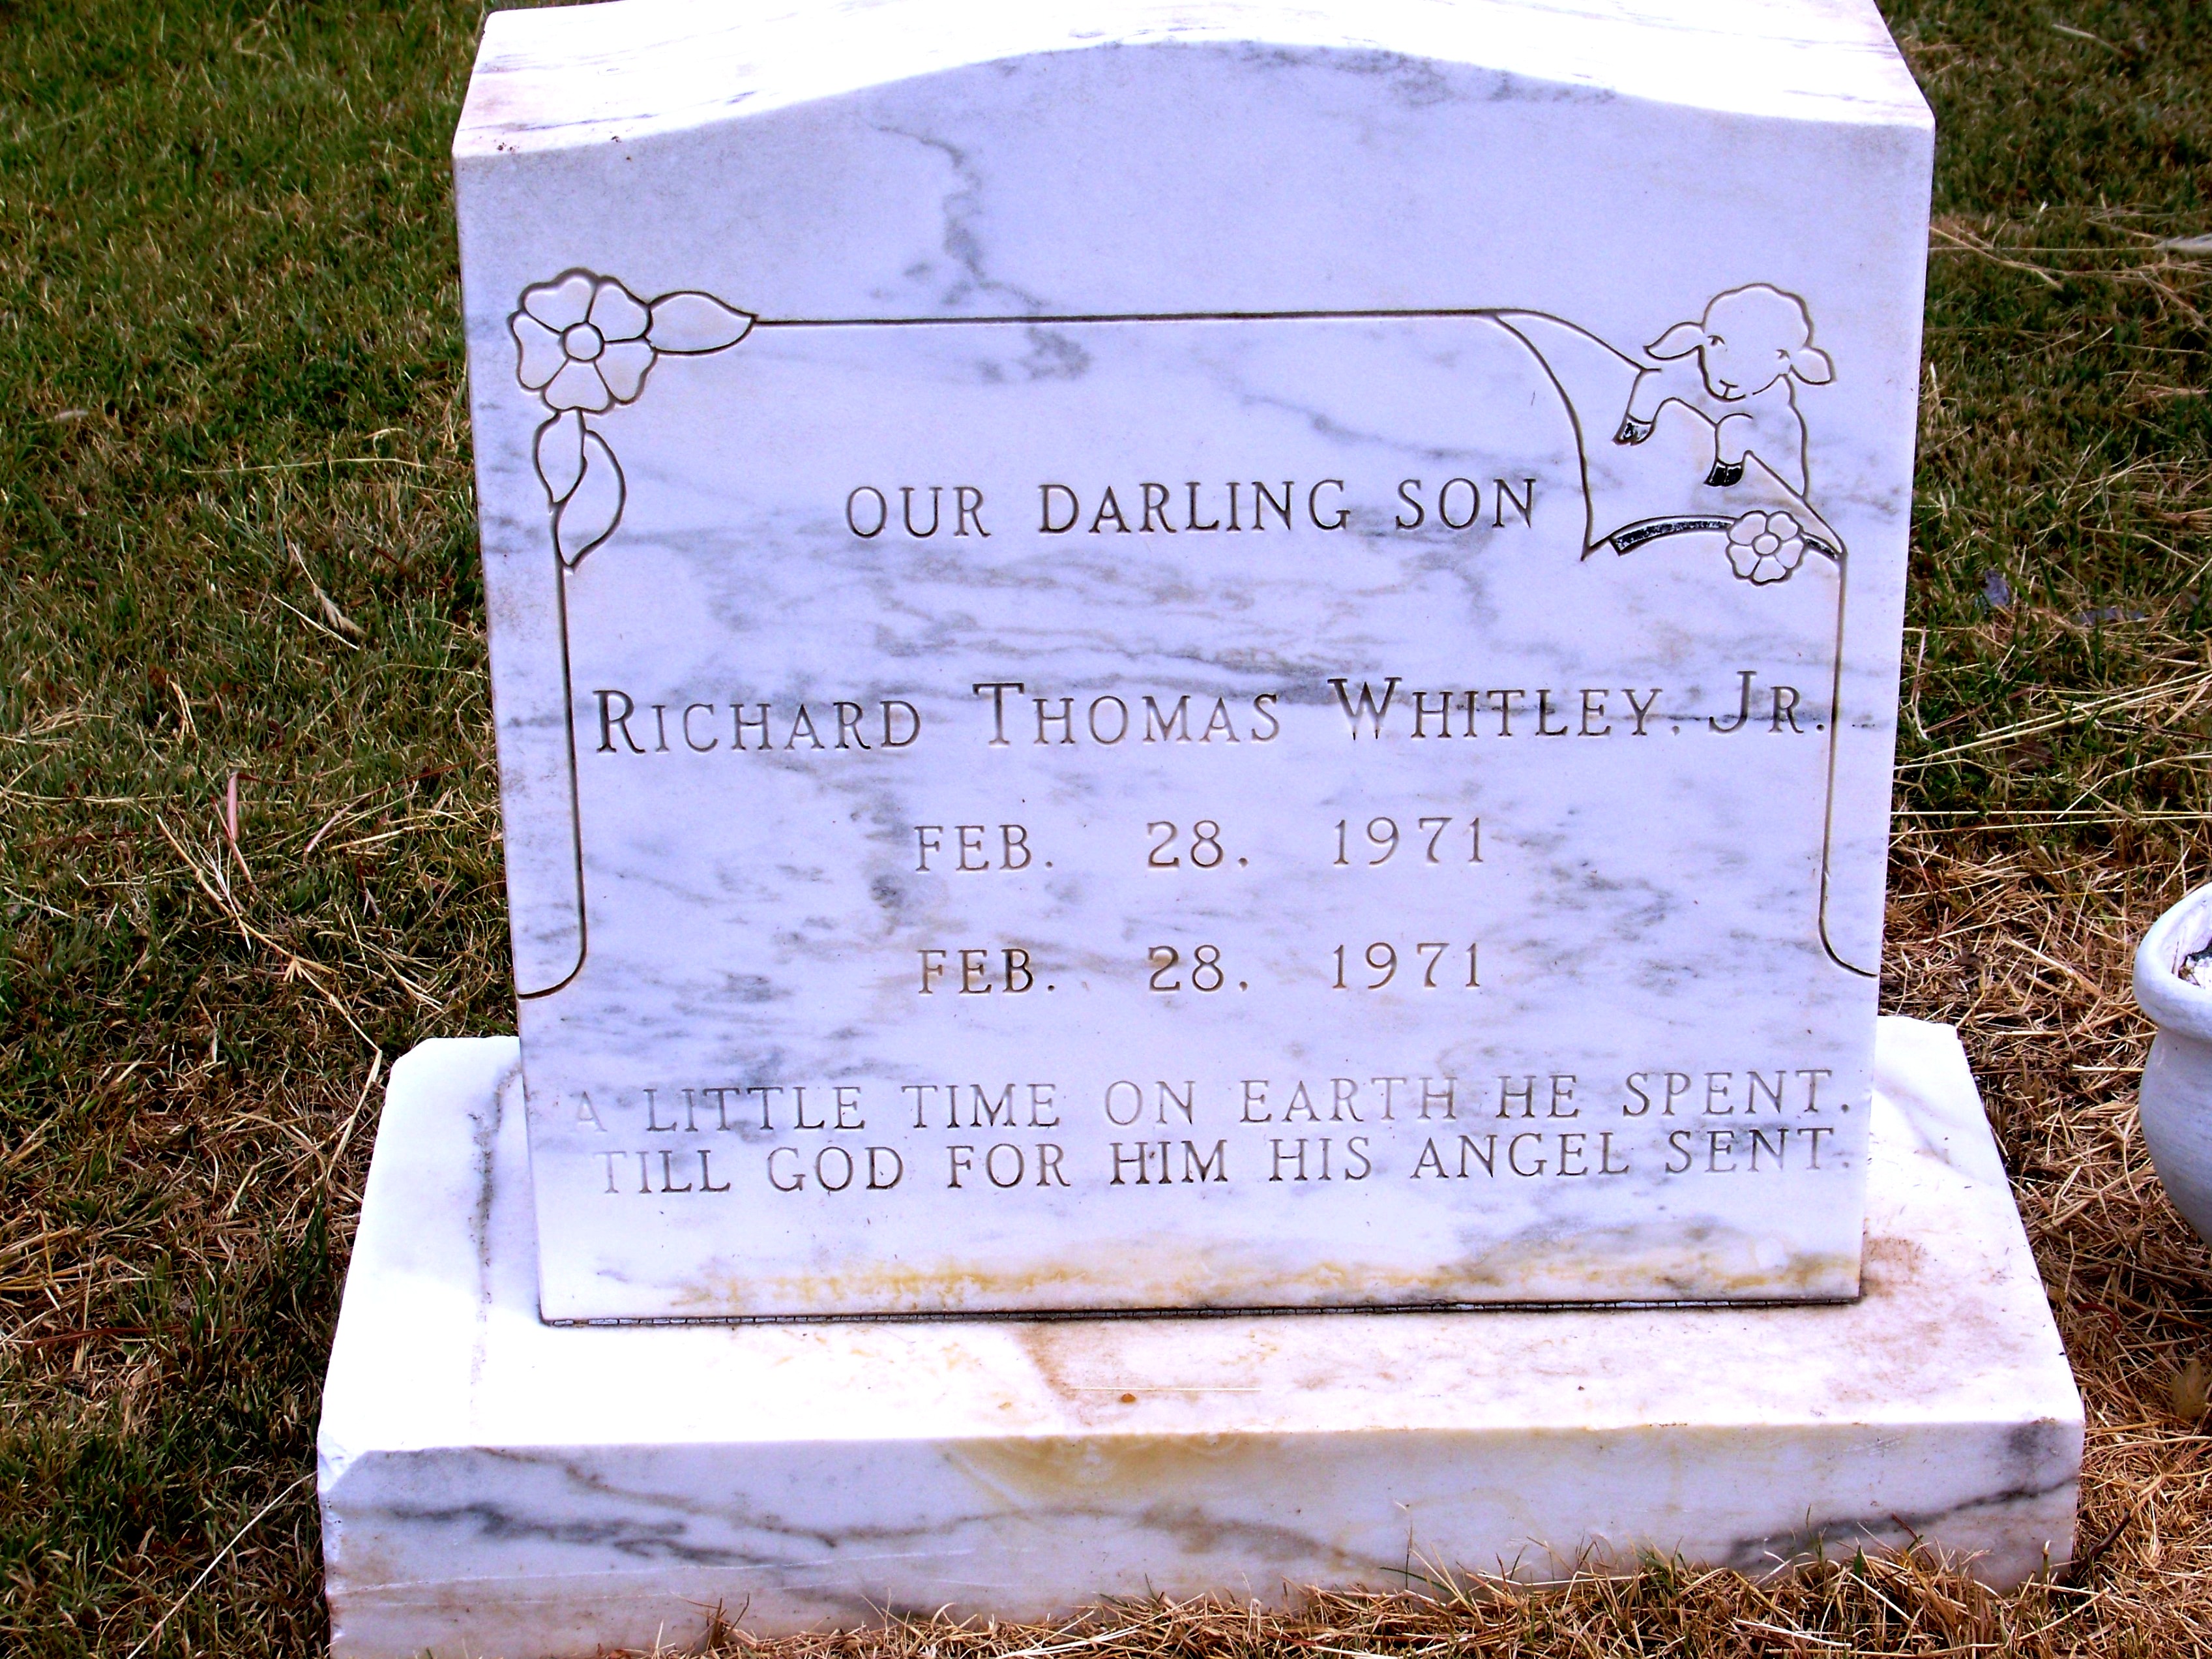 OUR DARLING SON
RICHARD THOMAS WHITLEY, JR.
FEB. 28, 1971
FEB. 28, 1971
A LITTLE TIME ON EARTH HE SPENT,
TILL GOD FOR HIM HIS ANGEL SENT.